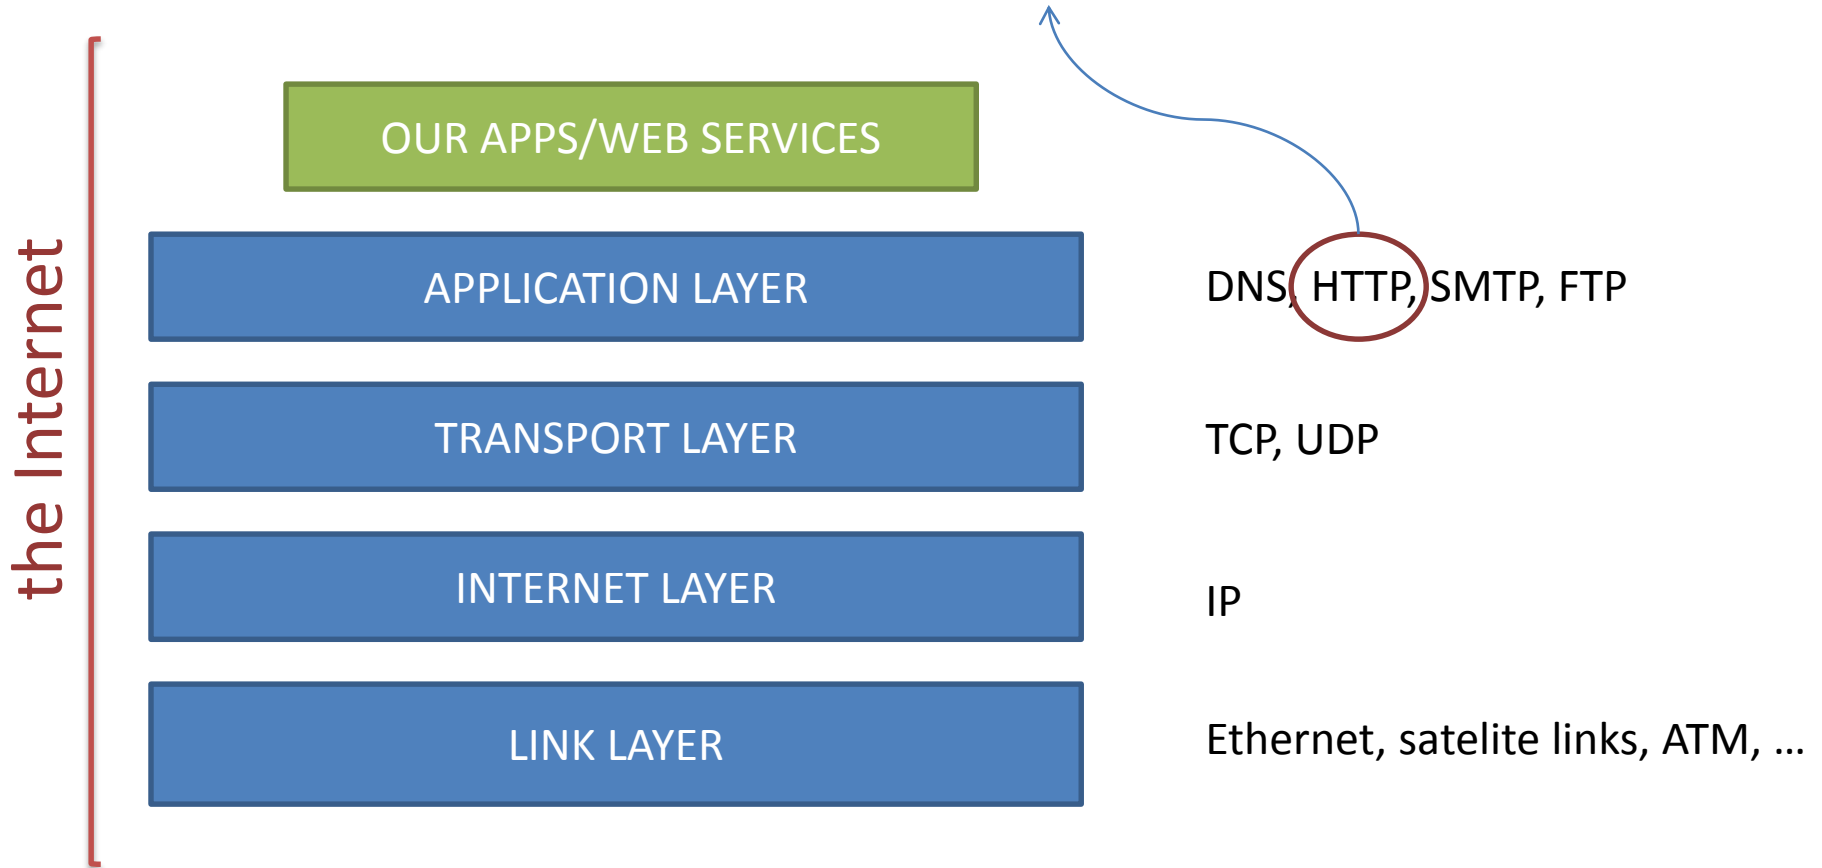 the Internet
OUR APPS/WEB SERVICES
APPLICATION LAYER
DNS, HTTP, SMTP, FTP
TRANSPORT LAYER
TCP, UDP
INTERNET LAYER
IP
LINK LAYER
Ethernet, satelite links, ATM, ...